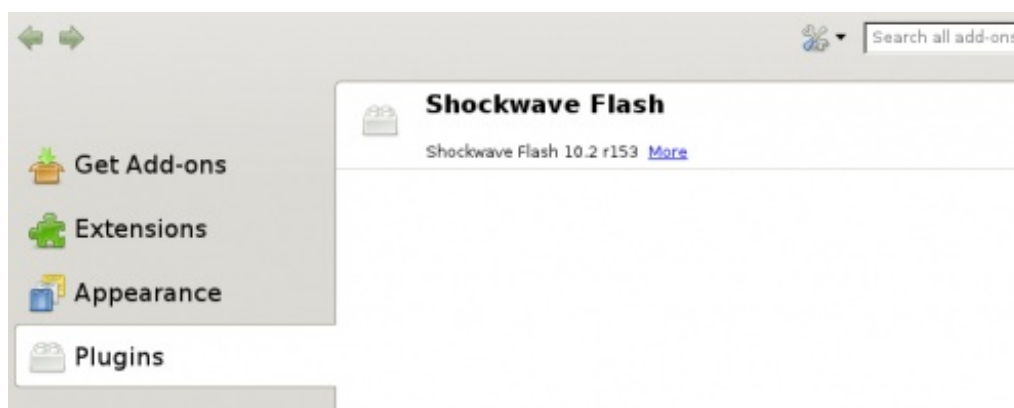 Search all add-ons
Shockwave Flash
Shockwave Flash 10.2 r153 More
Get Add-ons
Extensions
Appearance
Plugins